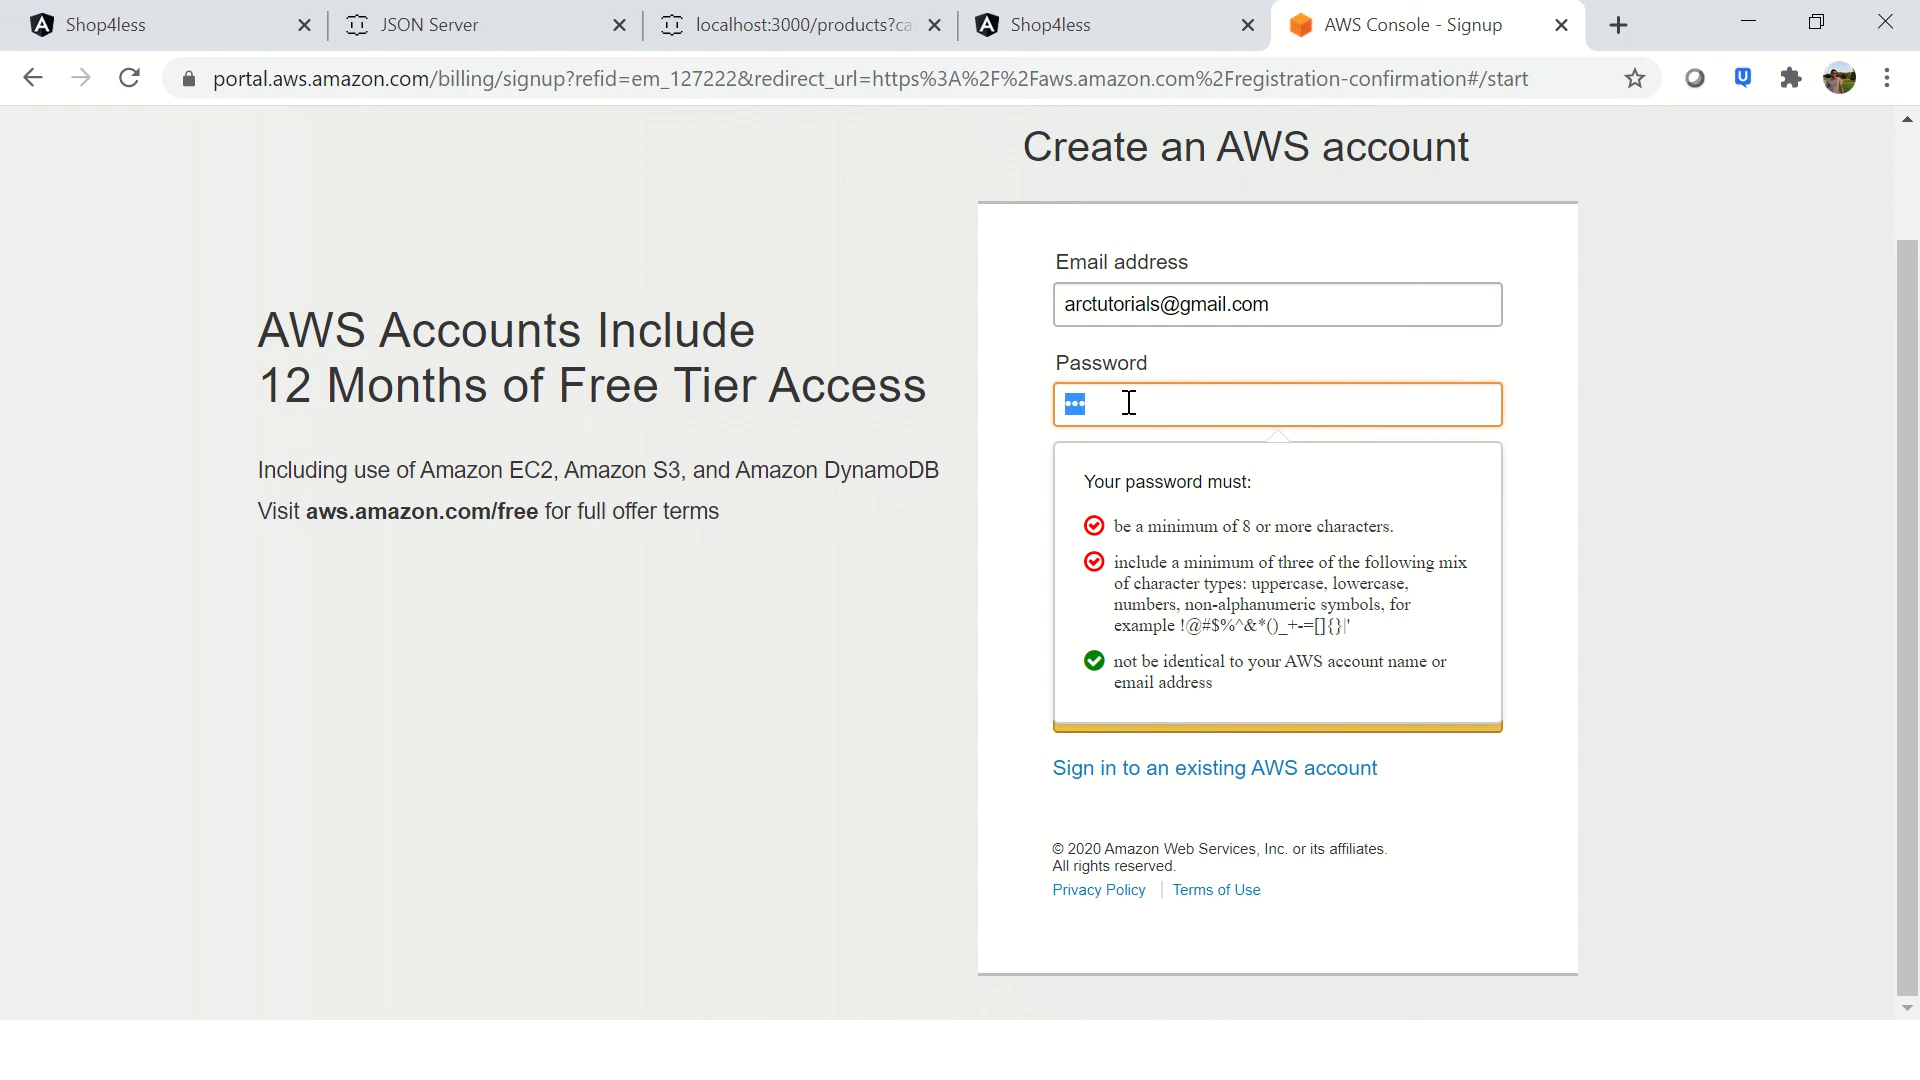 Shop4less
JSON Server
localhost:3000/products?ca
Shop4less
AWS Console - Signup
portal.aws.amazon.com/billing/signup?refid=em_127222&redirect_url=https%3A%2F%2Faws.amazon.com%2Fregistration-confirmation#/start
Create an AWS account
AWS Accounts Include
12 Months of Free Tier Access
Including use of Amazon EC2, Amazon S3, and Amazon DynamoDB
Visit aws.amazon.com/free for full offer terms
Email address
arctutorials@gmail.com
Password
•••
Your password must:
be a minimum of 8 or more characters.
include a minimum of three of the following mix
of character types: uppercase, lowercase,
numbers, non-alphanumeric symbols, for
example !@#$%^&*()_+-=[]{}|'
not be identical to your AWS account name or
email address
Sign in to an existing AWS account
© 2020 Amazon Web Services, Inc. or its affiliates.
All rights reserved.
Privacy Policy | Terms of Use